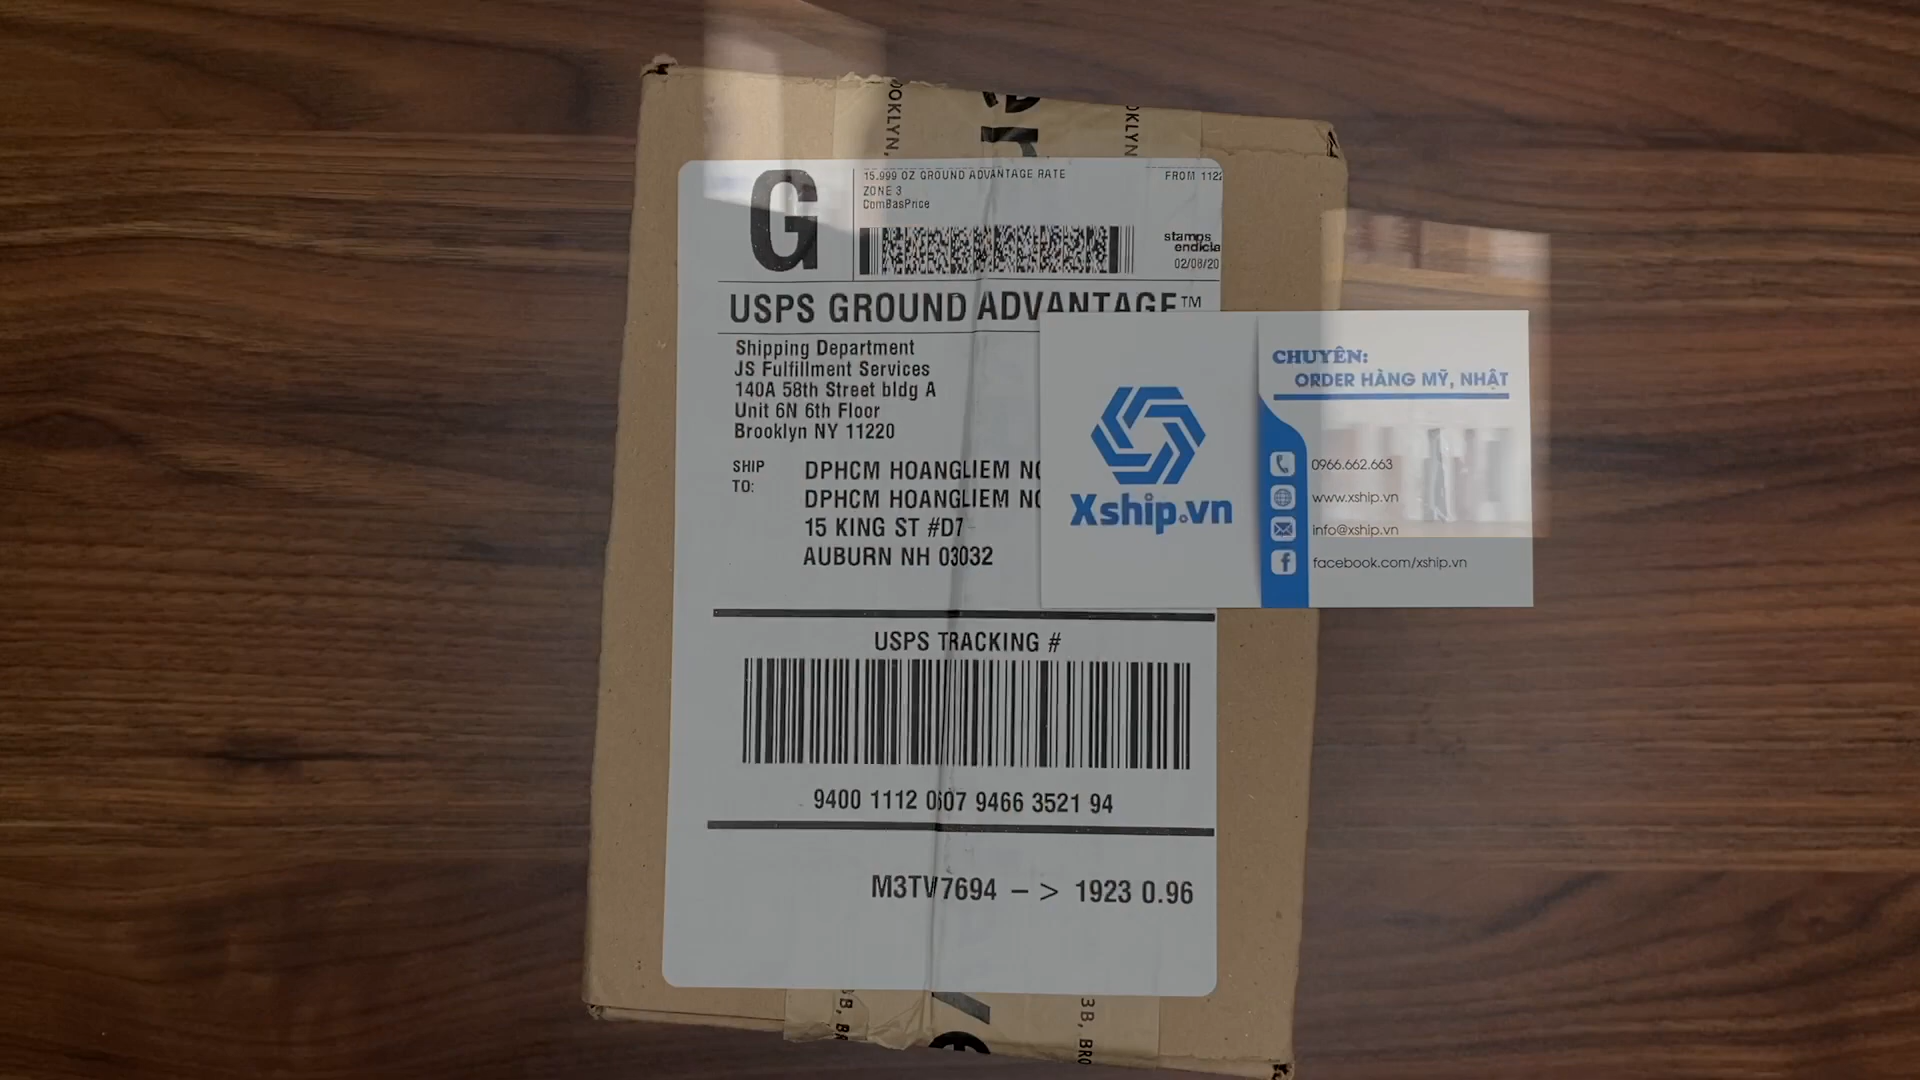 15.999 OZ GROUND ADVANTAGE RATE
ZONE 3
ComBasPrice
FROM 1122
stamps
endicia
02/08/20
G
USPS GROUND ADVANTAGE™
Shipping Department
JS Fulfillment Services
140A 58th Street bldg A
Unit 6N 6th Floor
Brooklyn NY 11220
SHIP
TO:
DPHCM HOANGLIEM
DPHCM HOANGLIEM
15 KING ST #D7
AUBURN NH 03032
Xship.vn
CHUYÊN:
ORDER HÀNG MỸ, NHẬT
0966.662.663
www.xship.vn
info@xship.vn
facebook.com/xship.vn
USPS TRACKING #
9400 1112 0607 9466 3521 94
M3TV7694 – > 1923 0.96